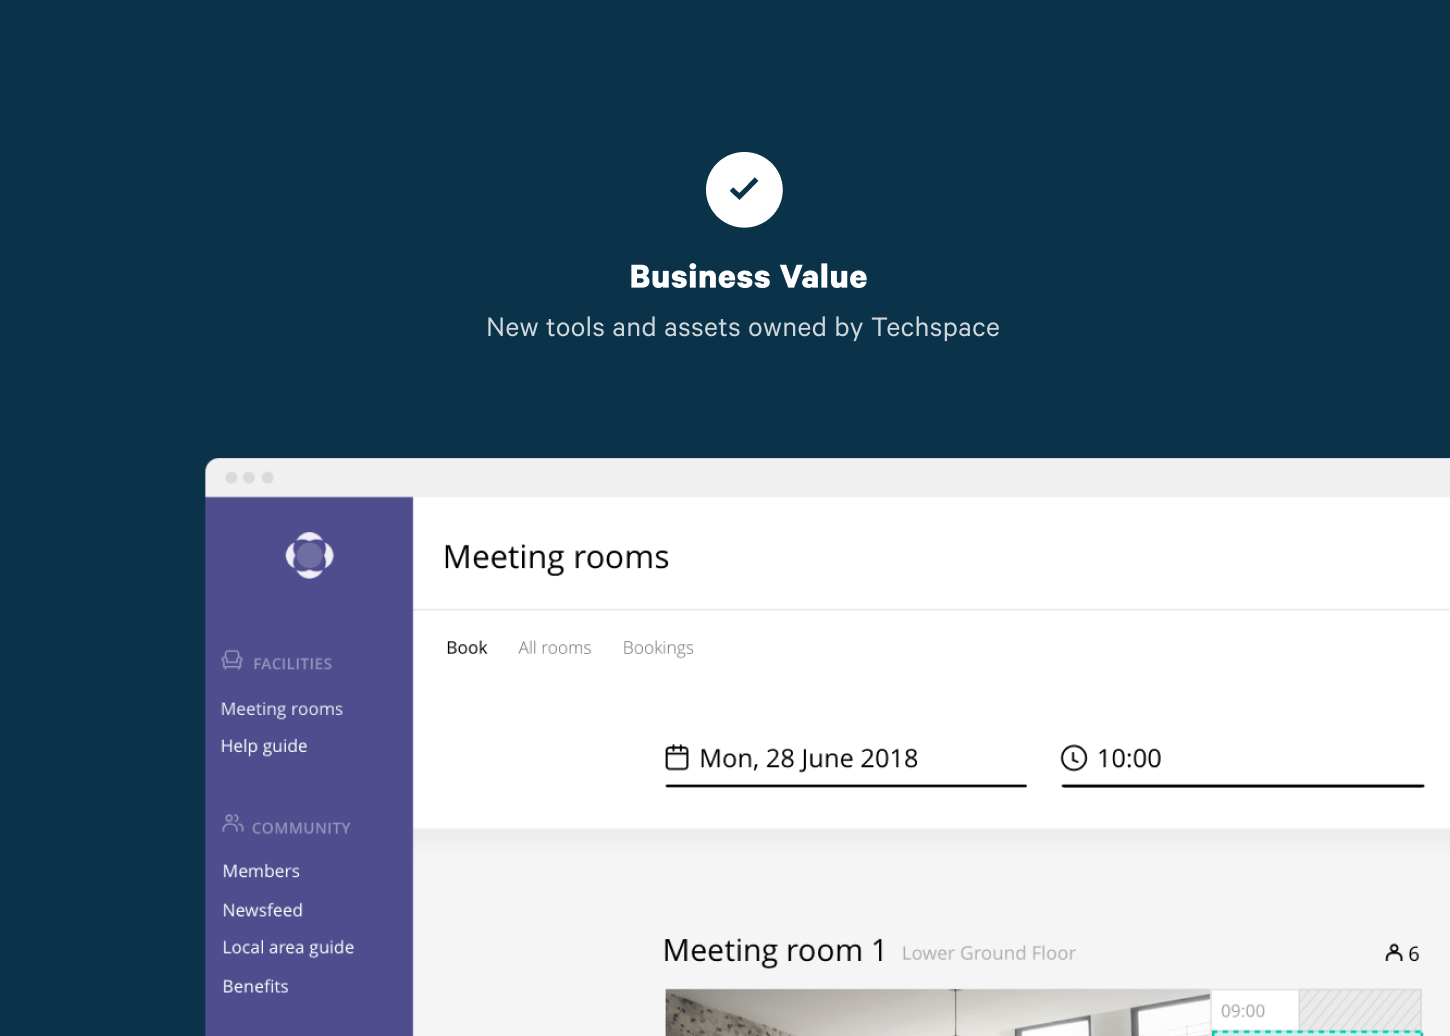 Business Value
New tools and assets owned by Techspace
Meeting rooms
Book All rooms Bookings
FACILITIES
Meeting rooms
Help guide
Mon, 28 June 2018 10:00
COMMUNITY
Members
Newsfeed
Local area guide
Benefits
Meeting room 1 Lower Ground Floor 6
09:00